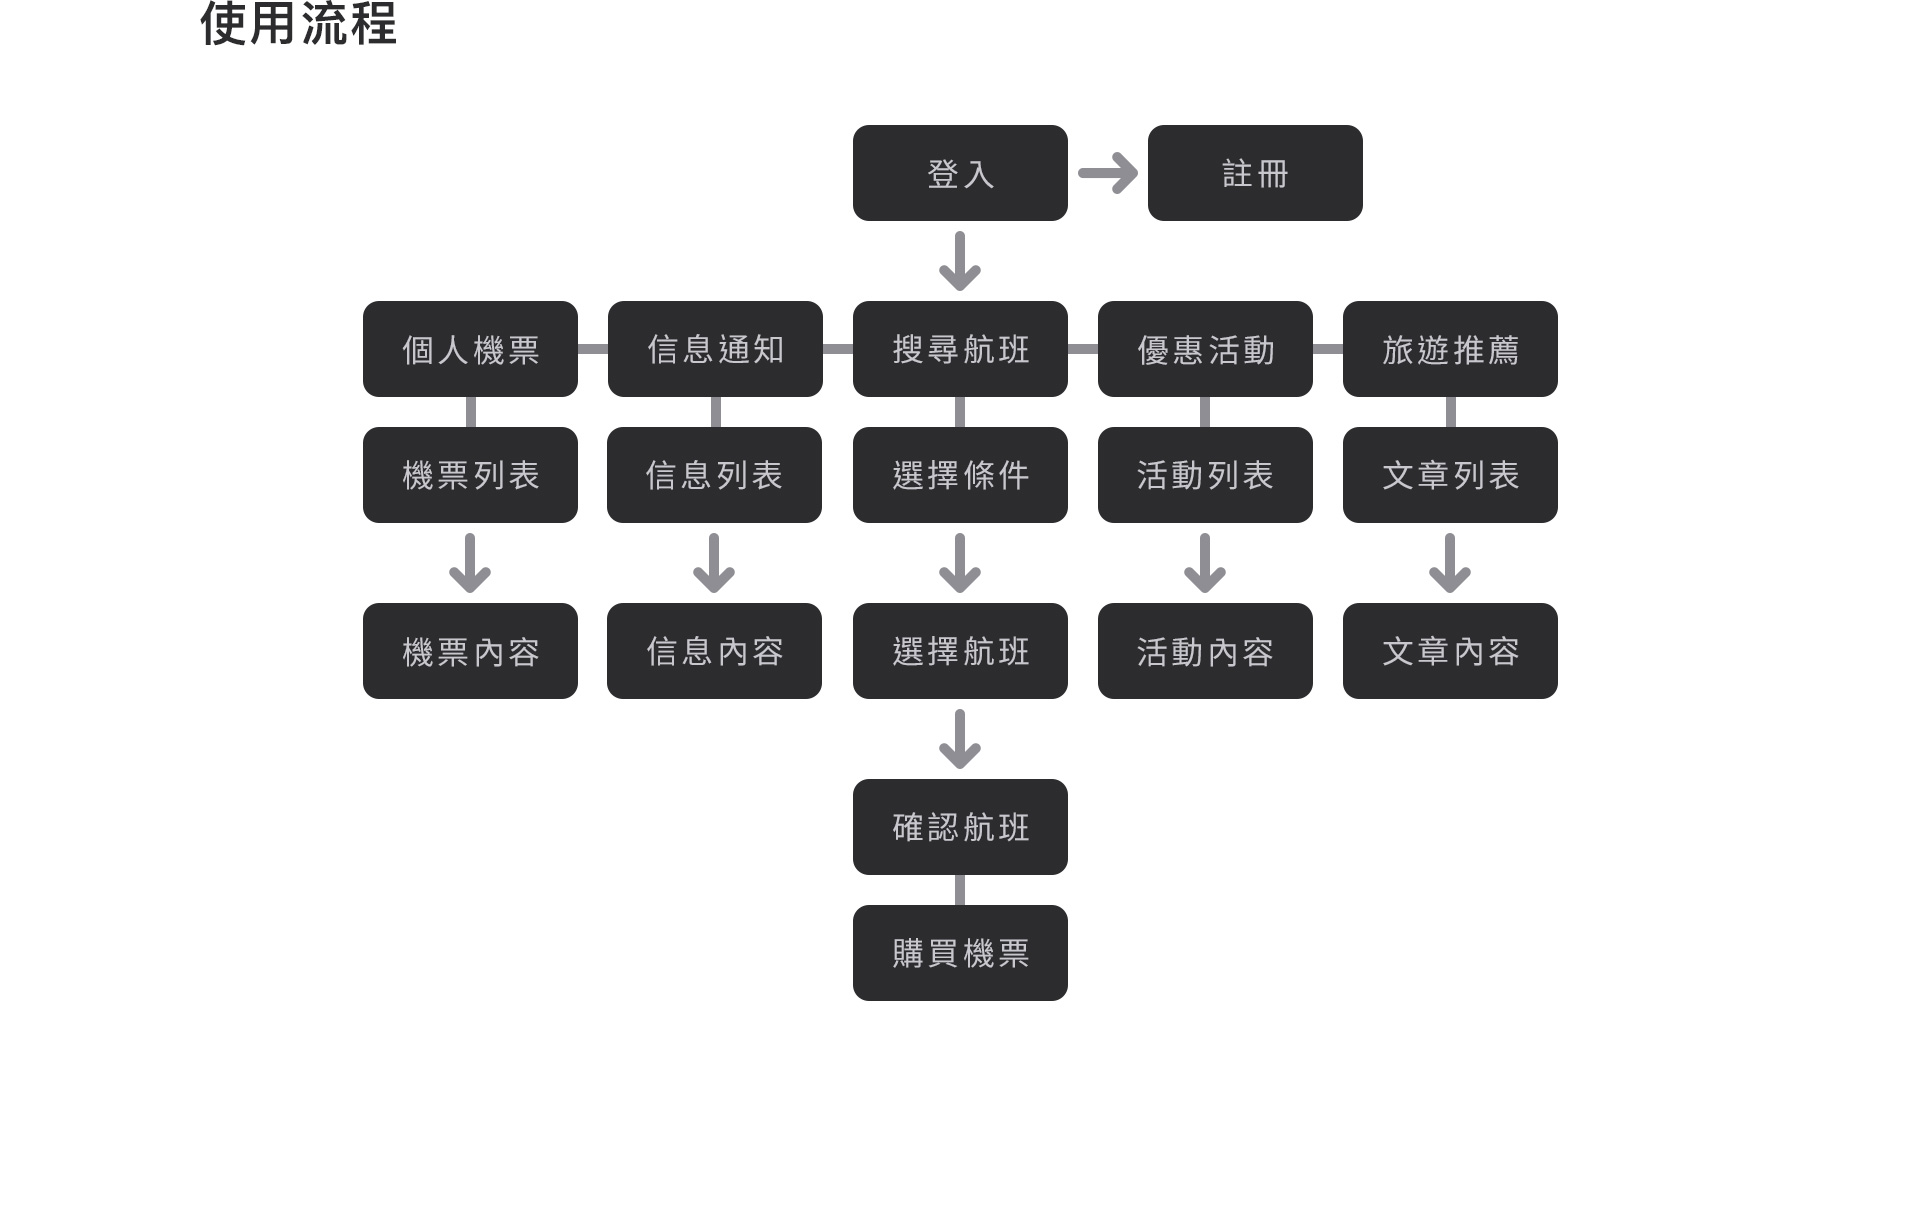 使用流程
登入
註冊
個人機票
信息通知
搜尋航班
優惠活動
旅遊推薦
機票列表
信息列表
選擇條件
活動列表
文章列表
機票內容
信息內容
選擇航班
活動內容
文章內容
確認航班
購買機票